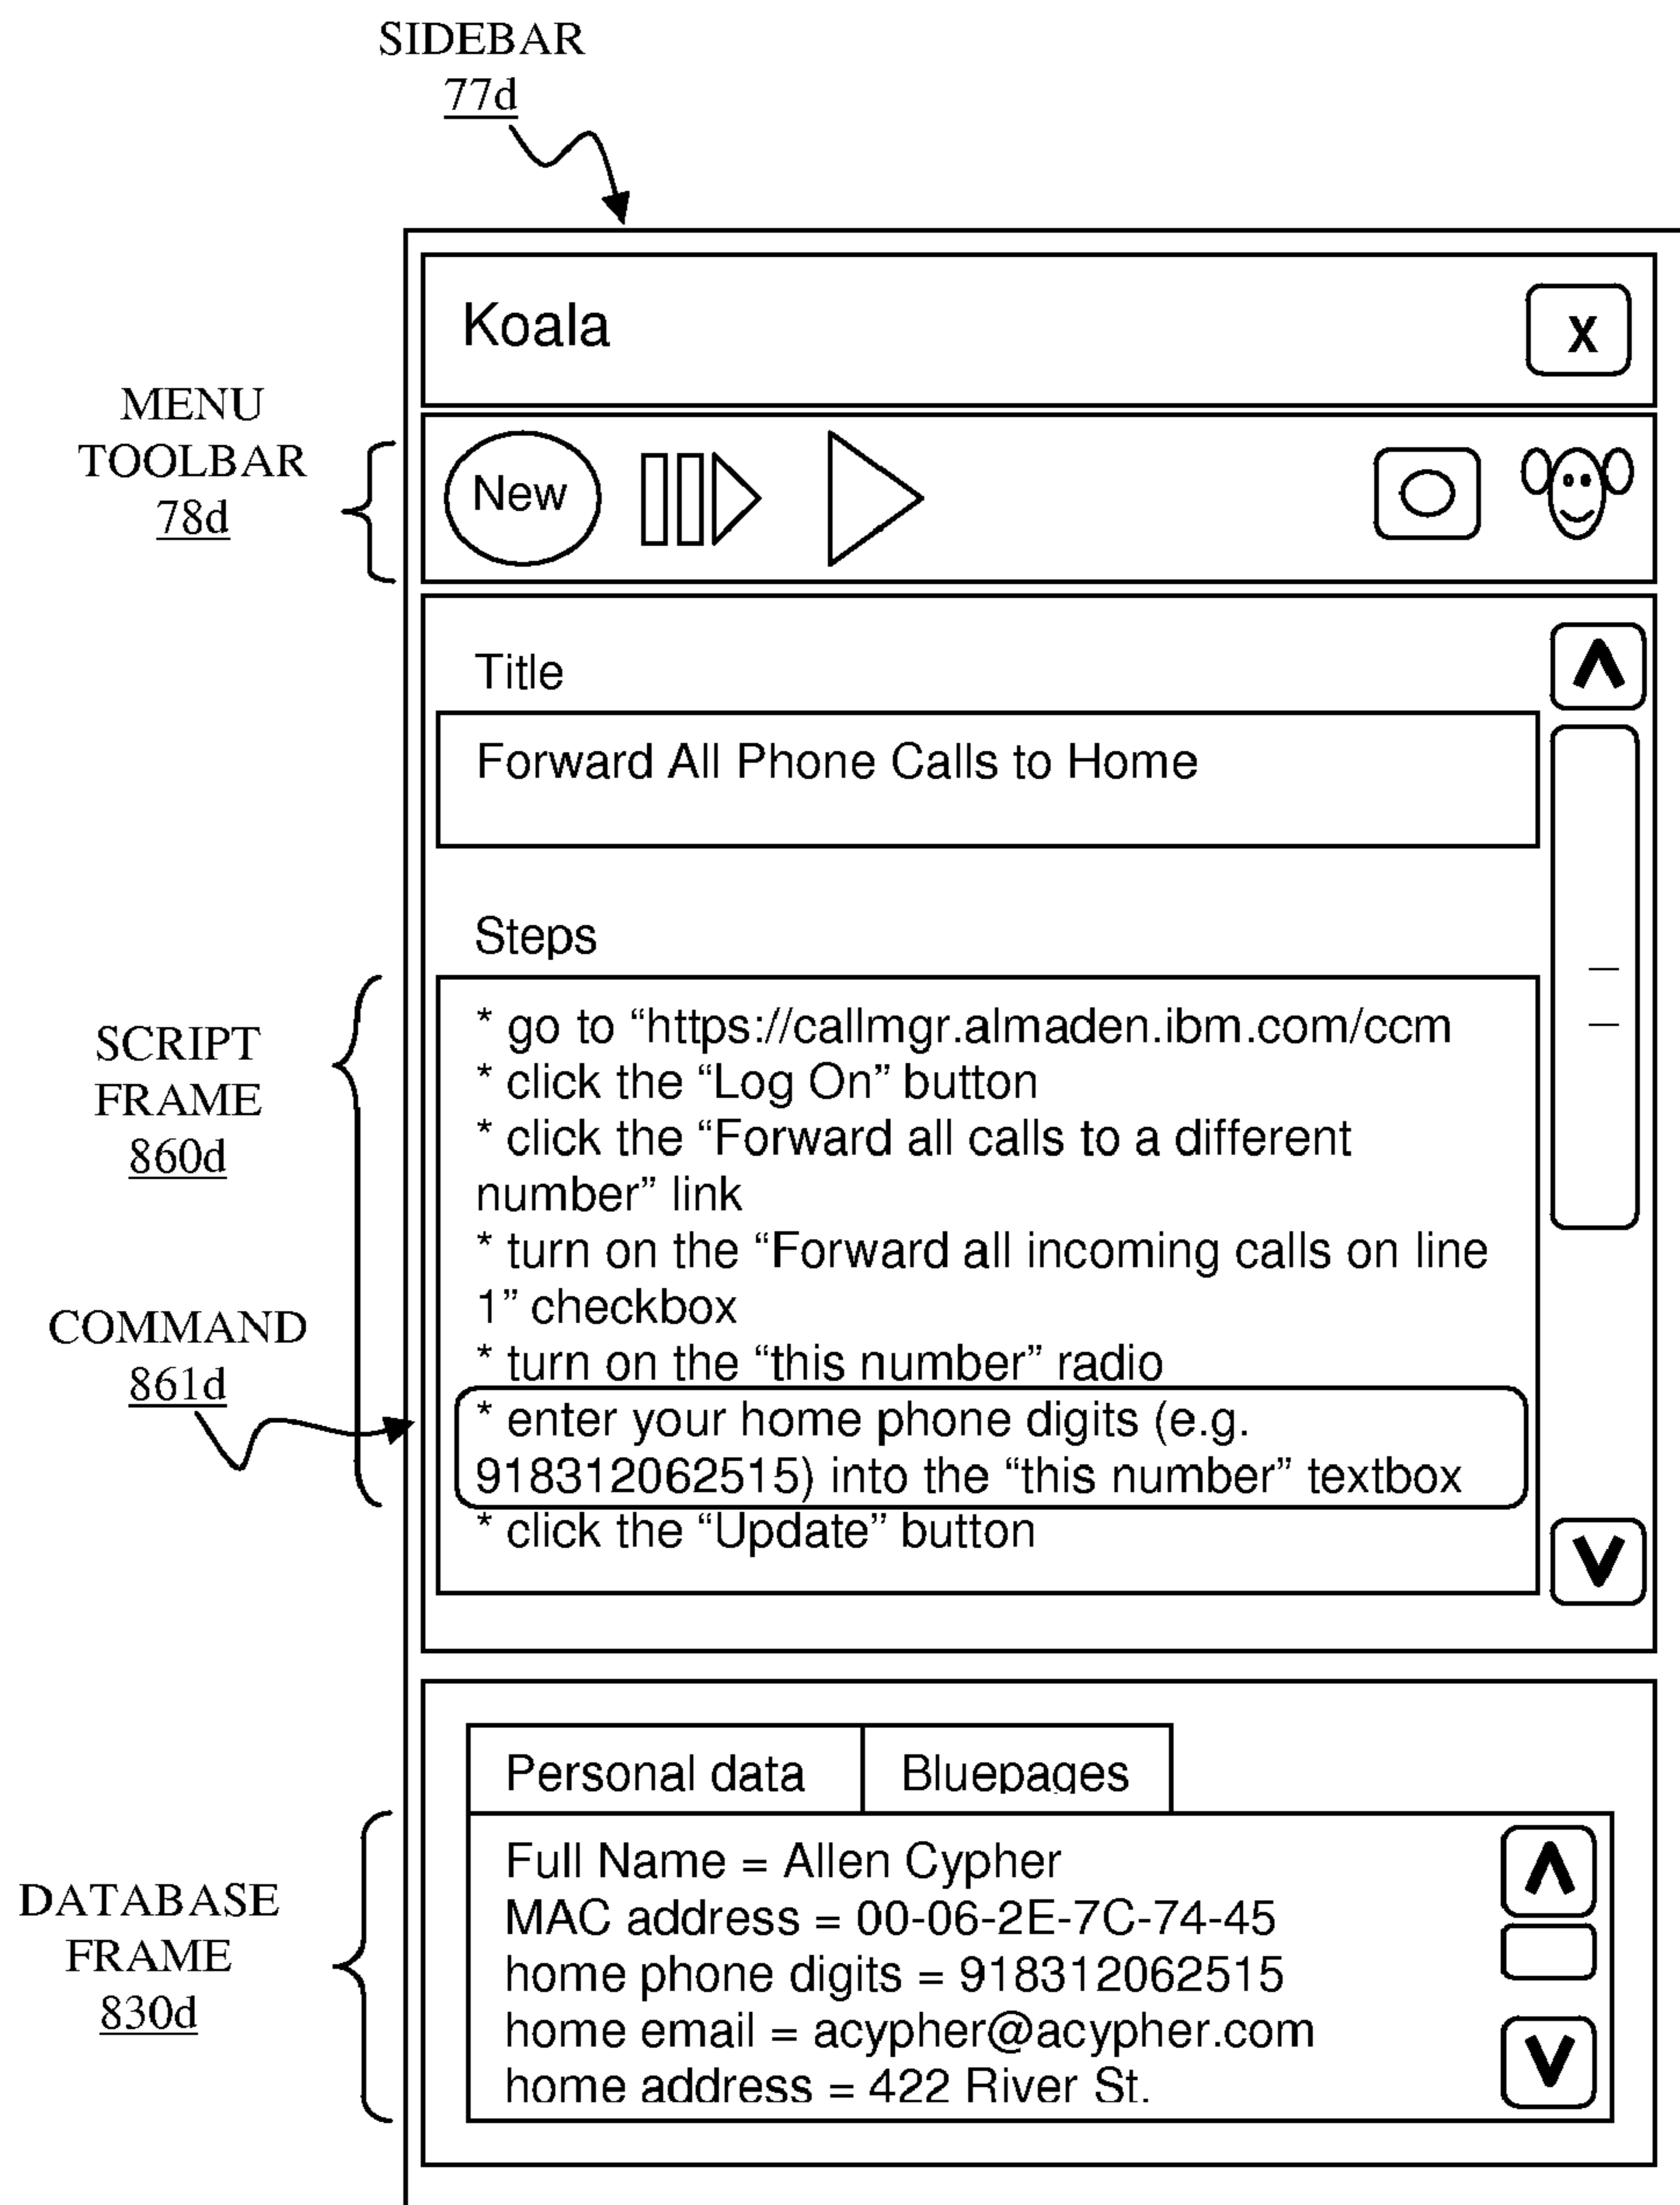 SIDEBAR
77d
Koala
X
MENU
TOOLBAR
78d
New
Title
Forward All Phone Calls to Home
Steps
SCRIPT
FRAME
860d
* go to “https://callmgr.almaden.ibm.com/ccm
* click the “Log On” button
* click the “Forward all calls to a different
number” link
* turn on the “Forward all incoming calls on line
1” checkbox
* turn on the “this number” radio
COMMAND
861d
* enter your home phone digits (e.g.
918312062515) into the “this number” textbox
* click the “Update” button
Personal data
Bluepages
DATABASE
FRAME
830d
Full Name = Allen Cypher
MAC address = 00-06-2E-7C-74-45
home phone digits = 918312062515
home email = acypher@acypher.com
home address = 422 River St.